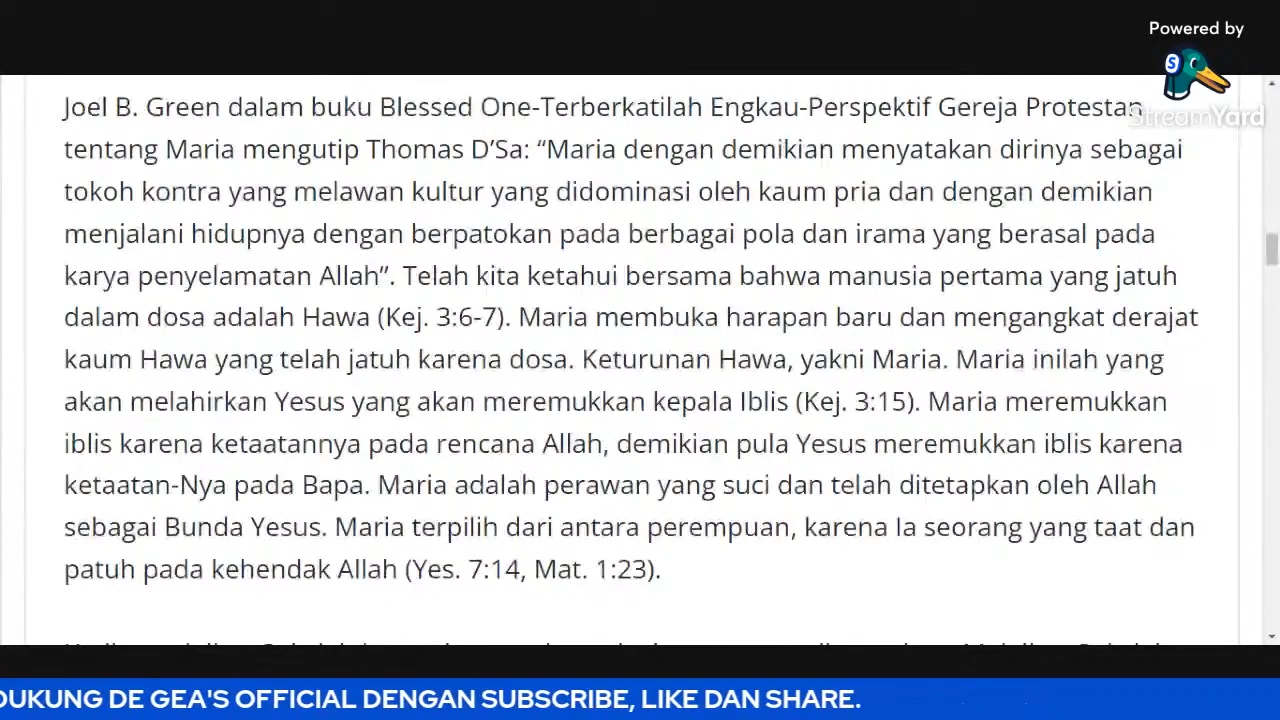 Powered by
StreamYard
Joel B. Green dalam buku Blessed One-Terberkatilah Engkau-Perspektif Gereja Protestan
tentang Maria mengutip Thomas D’Sa: “Maria dengan demikian menyatakan dirinya sebagai
tokoh kontra yang melawan kultur yang didominasi oleh kaum pria dan dengan demikian
menjalani hidupnya dengan berpatokan pada berbagai pola dan irama yang berasal pada
karya penyelamatan Allah”. Telah kita ketahui bersama bahwa manusia pertama yang jatuh
dalam dosa adalah Hawa (Kej. 3:6-7). Maria membuka harapan baru dan mengangkat derajat
kaum Hawa yang telah jatuh karena dosa. Keturunan Hawa, yakni Maria. Maria inilah yang
akan melahirkan Yesus yang akan meremukkan kepala Iblis (Kej. 3:15). Maria meremukkan
iblis karena ketaatannya pada rencana Allah, demikian pula Yesus meremukkan iblis karena
ketaatan-Nya pada Bapa. Maria adalah perawan yang suci dan telah ditetapkan oleh Allah
sebagai Bunda Yesus. Maria terpilih dari antara perempuan, karena Ia seorang yang taat dan
patuh pada kehendak Allah (Yes. 7:14, Mat. 1:23).
DUKUNG DE GEA'S OFFICIAL DENGAN SUBSCRIBE, LIKE DAN SHARE.